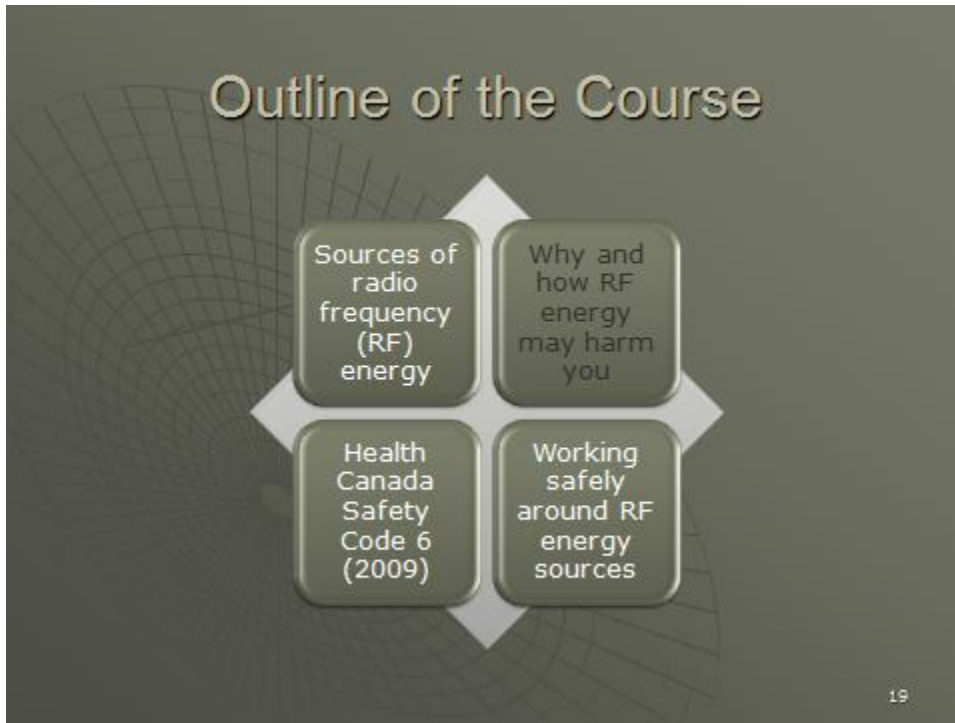 Outline of the Course
Sources of
radio
frequency
(RF)
energy
Why and
how RF
energy
may harm
you
Health
Canada
Safety
Code 6
(2009)
Working
safely
around RF
energy
sources
19